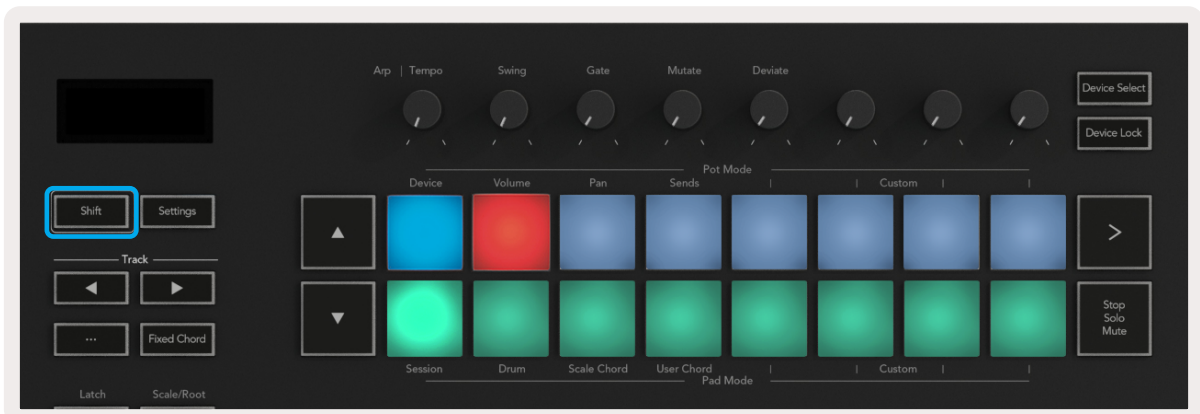 Arp | Tempo Swing Gate Mutate Deviate
Device Select
Device Lock
Pot Mode
Device Volume Pan Sends | | Custom | |
Shift Settings
Track
... Fixed Chord
Stop
Solo
Mute
Session Drum Scale Chord User Chord | | Custom | |
Pad Mode
Latch Scale/Root